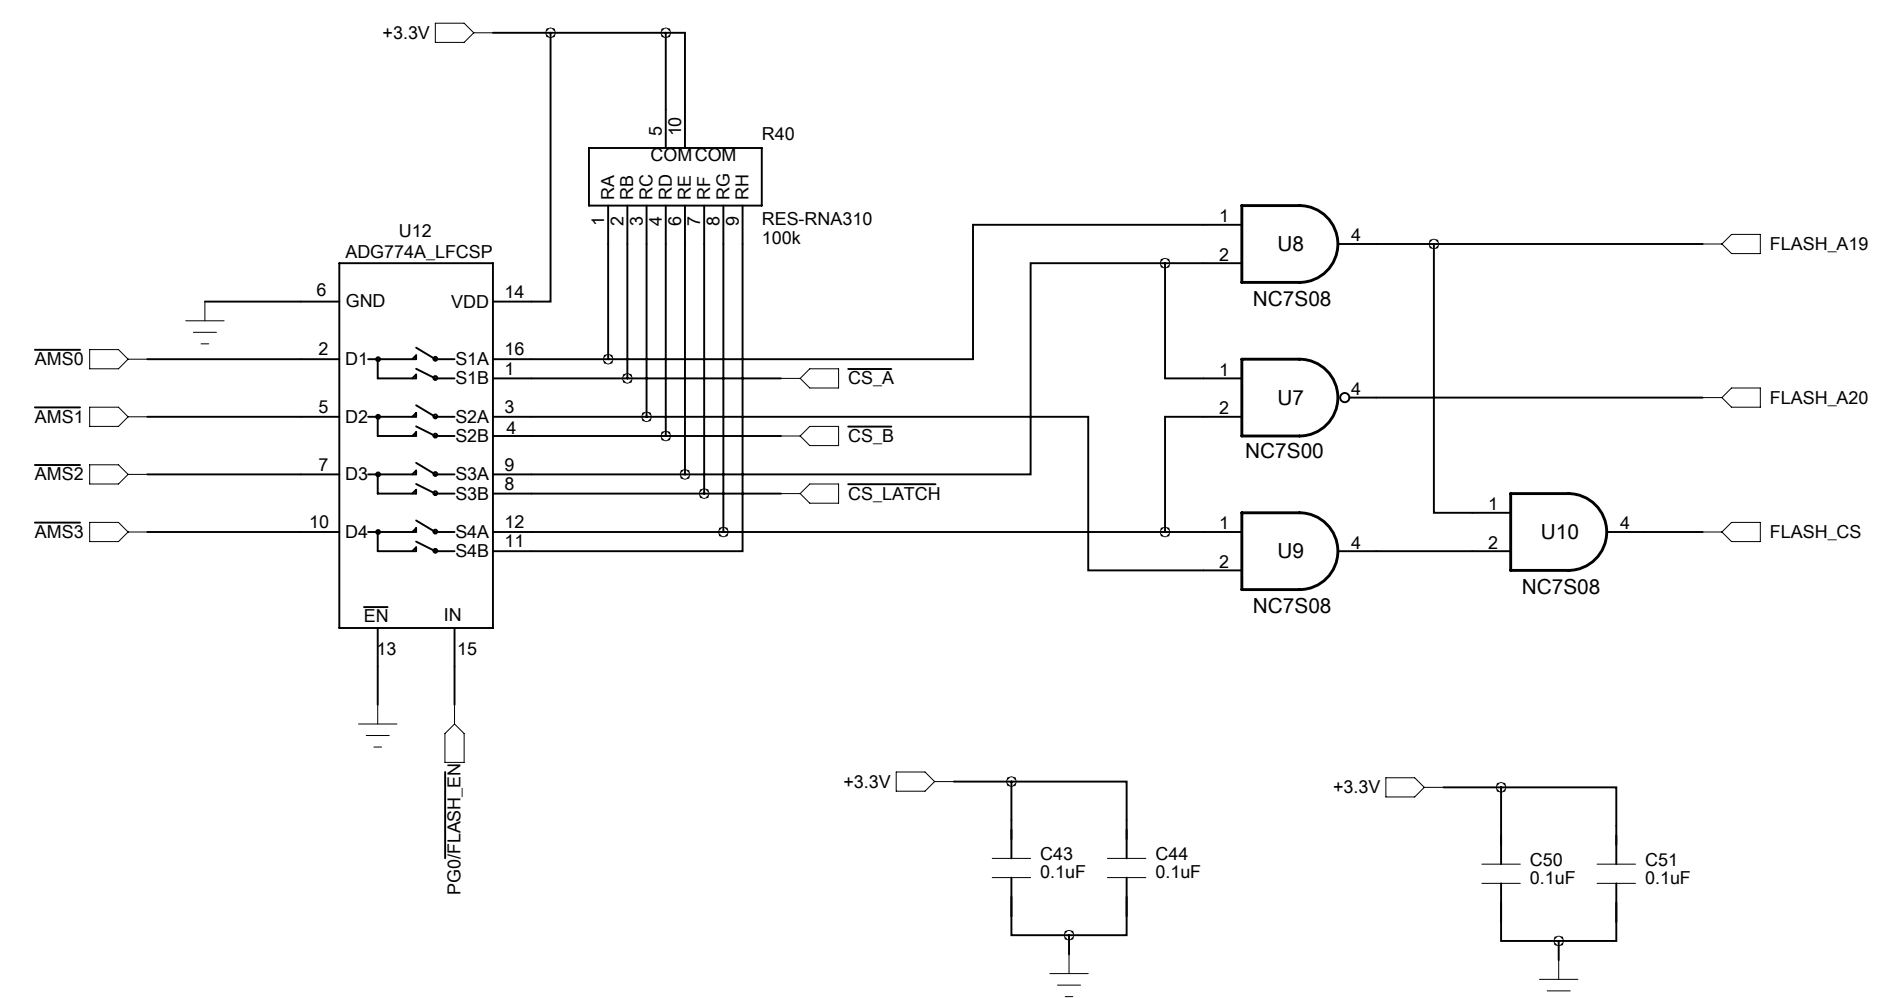 +3.3V
R40
5
10
COM COM
RA
RB
RC
RD
RE
RF
RG
RH
1
2
3
4
6
7
8
9
RES-RNA310
100k
U12
ADG774A_LFCSP
6 GND
VDD 14
AMS0
2 D1
S1A 16
S1B 1
CS_A
AMS1
5 D2
S2A 3
S2B 4
CS_B
AMS2
7 D3
S3A 9
S3B 8
CS_LATCH
AMS3
10 D4
S4A 12
S4B 11
EN
IN
13
15
PG0/FLASH_EN
1
2
U8
4
NC7S08
FLASH_A19
1
2
U7
4
NC7S00
FLASH_A20
1
2
U9
4
NC7S08
1
2
U10
4
NC7S08
FLASH_CS
+3.3V
C43
0.1uF
C44
0.1uF
+3.3V
C50
0.1uF
C51
0.1uF